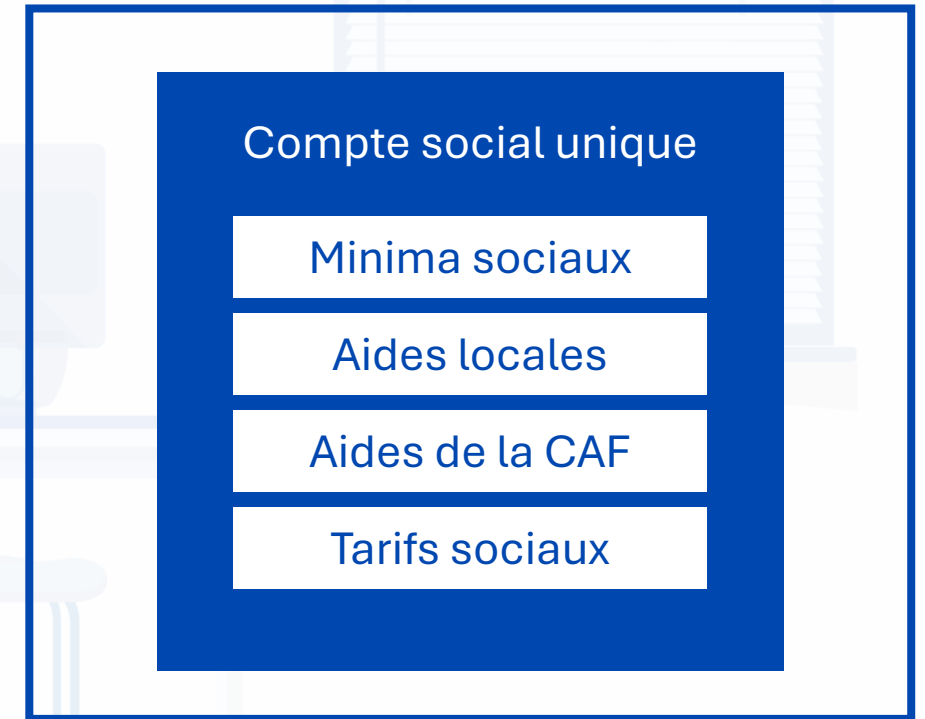 Compte social unique
Minima sociaux
Aides locales
Aides de la CAF
Tarifs sociaux